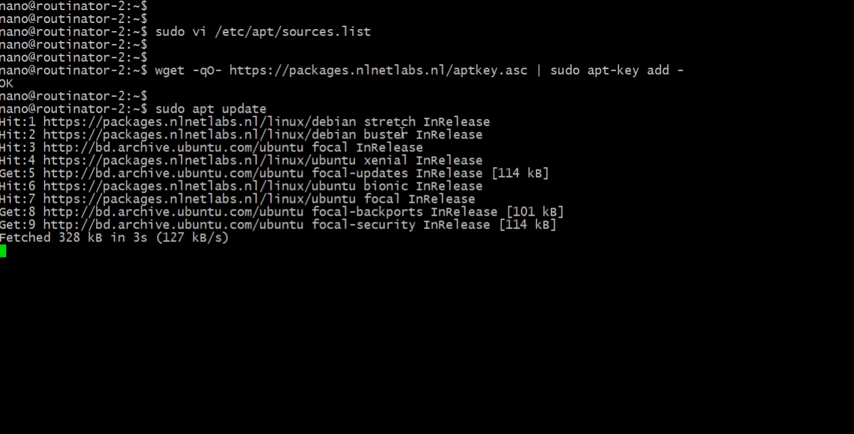 nano@routinator-2:~$
nano@routinator-2:~$
nano@routinator-2:~$ sudo vi /etc/apt/sources.list
nano@routinator-2:~$
nano@routinator-2:~$
nano@routinator-2:~$ wget -qO- https://packages.nlnetlabs.nl/aptkey.asc | sudo apt-key add -
OK
nano@routinator-2:~$
nano@routinator-2:~$ sudo apt update
Hit:1 https://packages.nlnetlabs.nl/linux/debian stretch InRelease
Hit:2 https://packages.nlnetlabs.nl/linux/debian buster InRelease
Hit:3 http://bd.archive.ubuntu.com/ubuntu focal InRelease
Hit:4 https://packages.nlnetlabs.nl/linux/ubuntu xenial InRelease
Get:5 http://bd.archive.ubuntu.com/ubuntu focal-updates InRelease [114 kB]
Hit:6 https://packages.nlnetlabs.nl/linux/ubuntu bionic InRelease
Hit:7 https://packages.nlnetlabs.nl/linux/ubuntu focal InRelease
Get:8 http://bd.archive.ubuntu.com/ubuntu focal-backports InRelease [101 kB]
Get:9 http://bd.archive.ubuntu.com/ubuntu focal-security InRelease [114 kB]
Fetched 328 kB in 3s (127 kB/s)